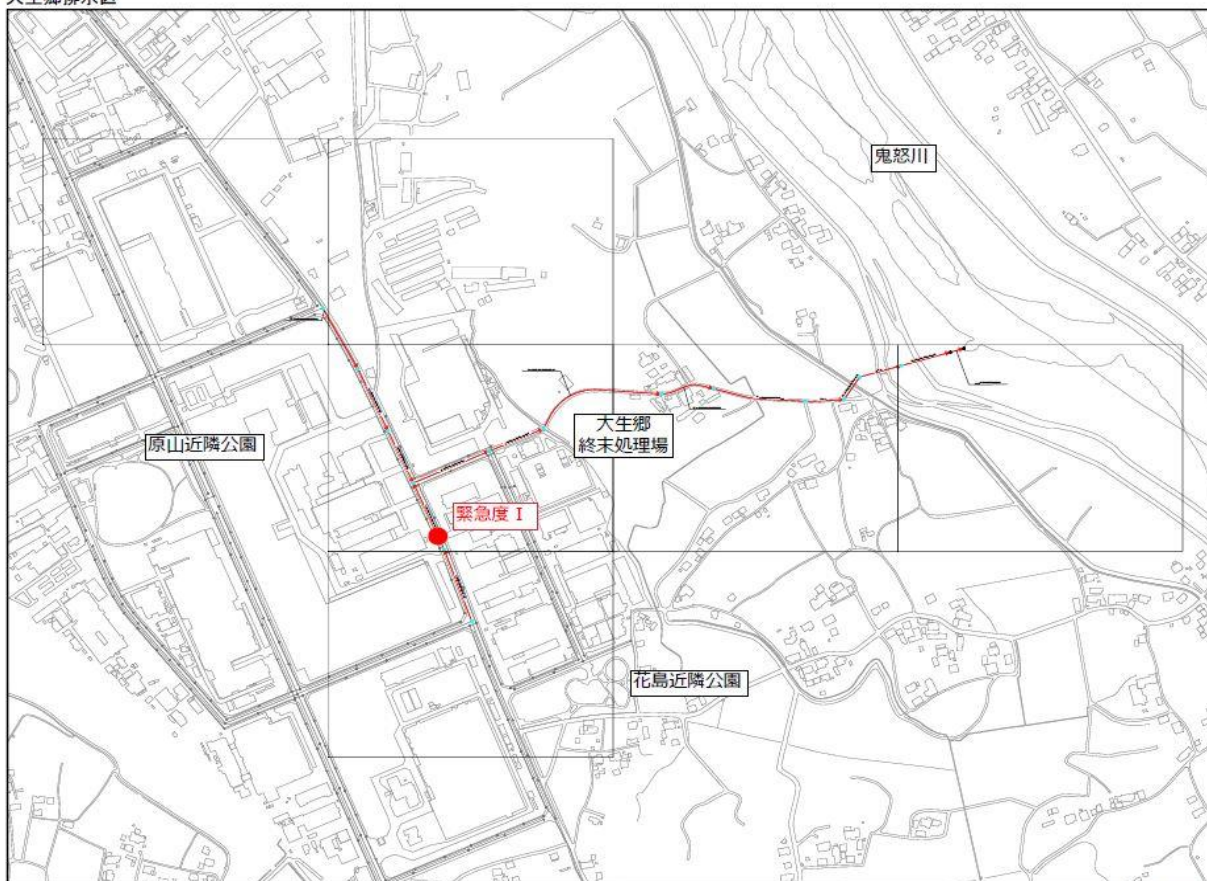 大生郷排水区
鬼怒川
原山近隣公園
大生郷
終末処理場
緊急度Ⅰ
花島近隣公園